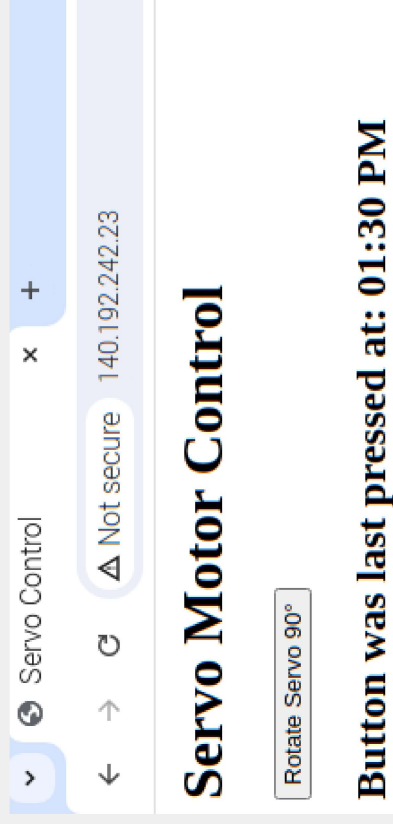 Servo Control
Not secure 140.192.242.23
Servo Motor Control
Rotate Servo 90°
Button was last pressed at: 01:30 PM